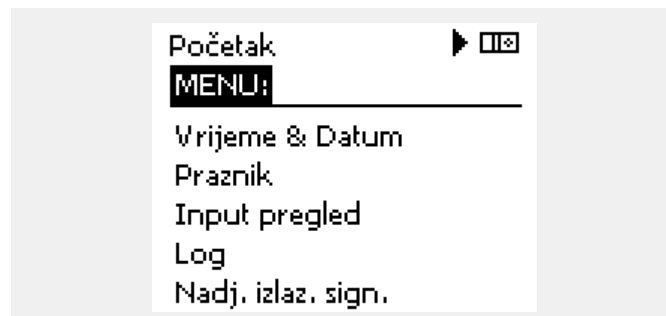 Početak
MENU:
Vrijeme & Datum
Praznik
Input pregled
Log
Nadj. izlaz. sign.